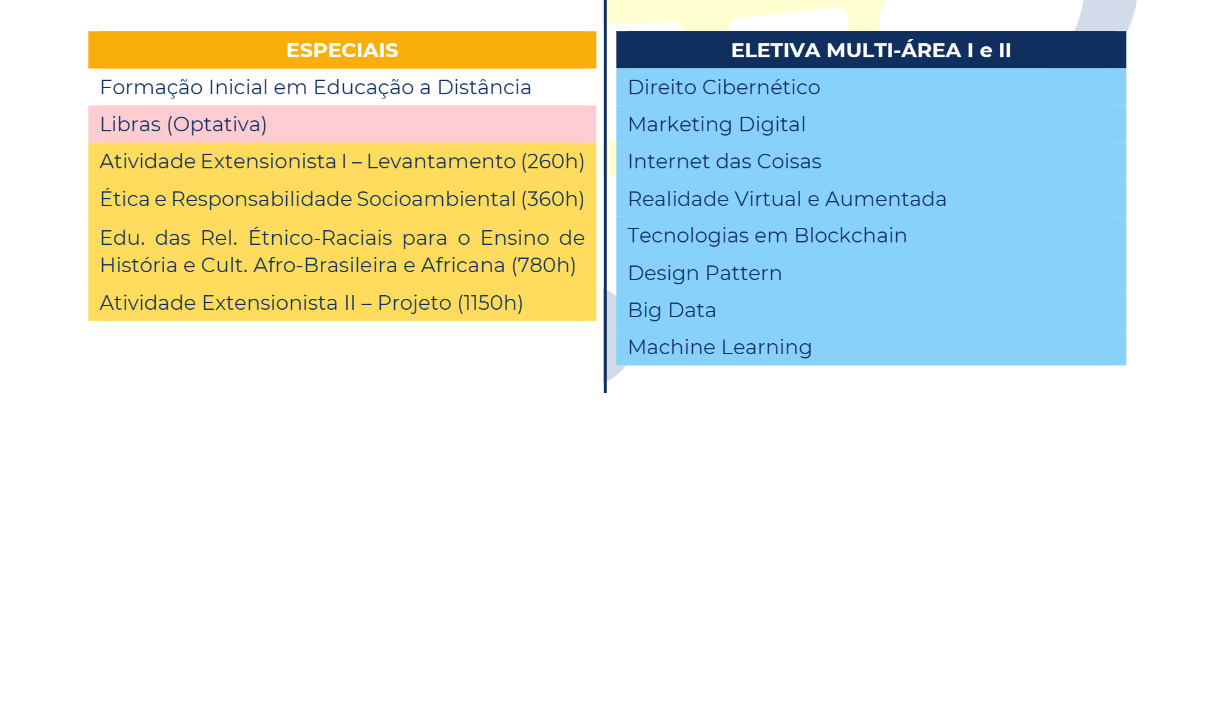 ESPECIAIS
Formação Inicial em Educação a Distância
Libras (Optativa)
Atividade Extensionista I – Levantamento (260h)
Ética e Responsabilidade Socioambiental (360h)
Edu. das Rel. Étnico-Raciais para o Ensino de
História e Cult. Afro-Brasileira e Africana (780h)
Atividade Extensionista II – Projeto (1150h)
ELETIVA MULTI-ÁREA I e II
Direito Cibernético
Marketing Digital
Internet das Coisas
Realidade Virtual e Aumentada
Tecnologias em Blockchain
Design Pattern
Big Data
Machine Learning